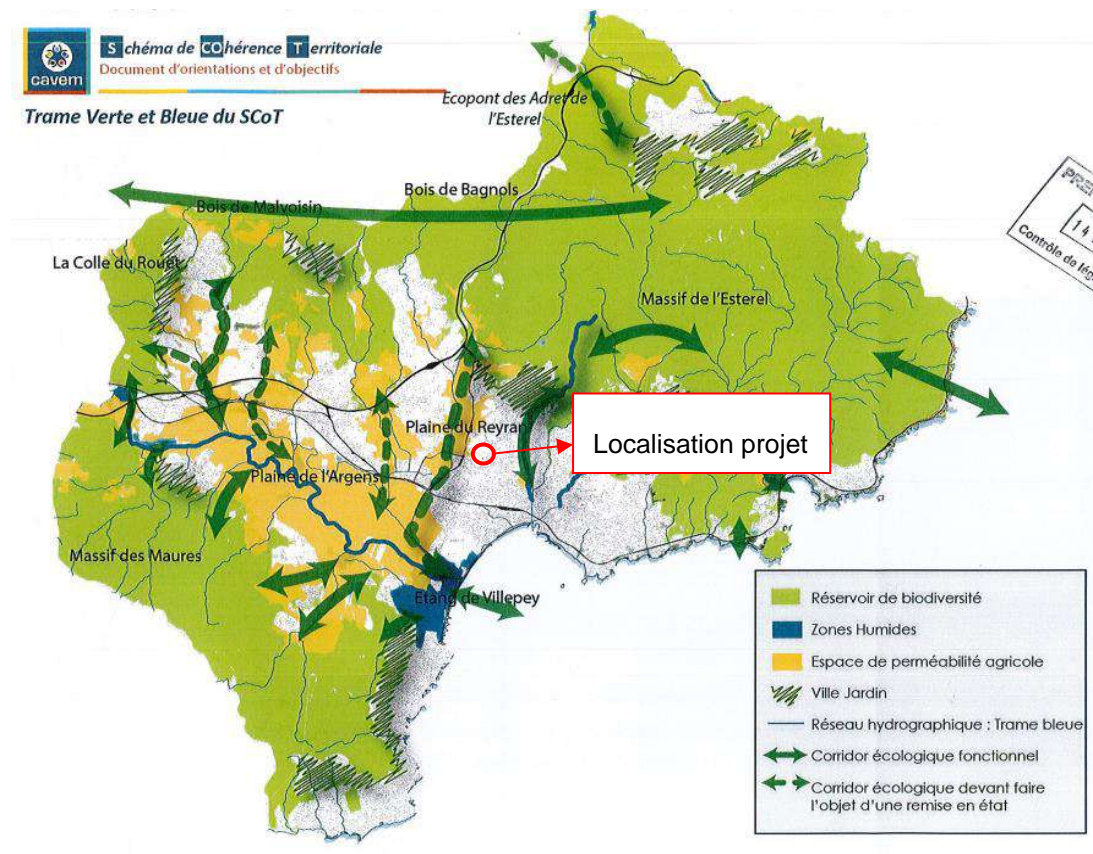 cavem
Schéma de COhérence Territoriale
Document d'orientations et d'objectifs
Trame Verte et Bleue du SCoT
Ecopont des Adret de
l'Esterel
Bois de Bagnols
Bois de Malvoisin
La Colle du Rouët
Massif de l'Esterel
14
Contrôle de
Plaine du Reyran
Localisation projet
Plaine de l'Argens
Massif des Maures
Etang de Villepey
Réservoir de biodiversité
Zones Humides
Espace de perméabilité agricole
Ville Jardin
Réseau hydrographique : Trame bleue
Corridor écologique fonctionnel
Corridor écologique devant faire
l'objet d'une remise en état